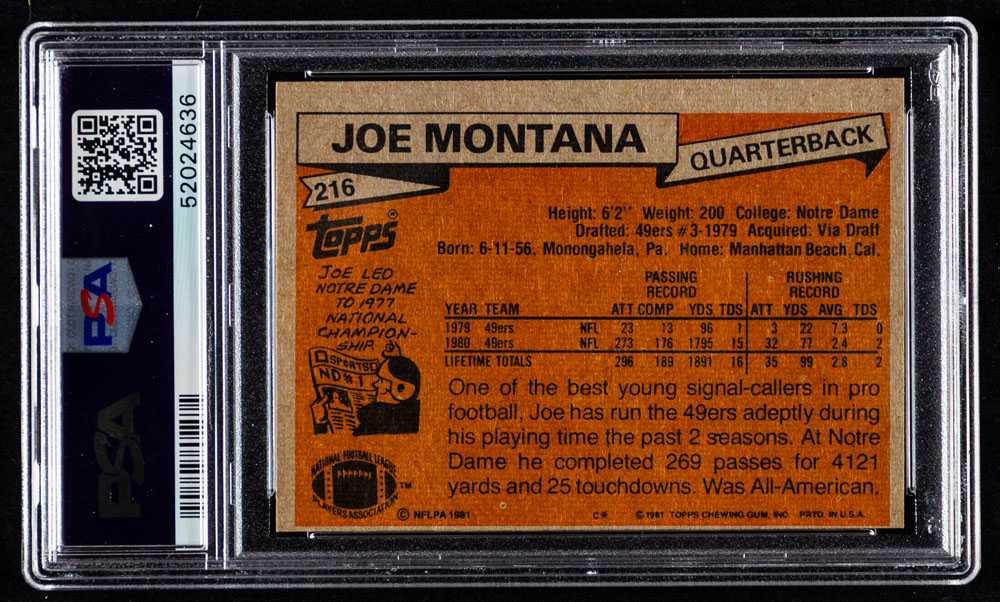 52024636
PSA
PSA
JOE MONTANA
QUARTERBACK
216
TOPPS®
Height: 6'2'' Weight: 200 College: Notre Dame
Drafted: 49ers #3-1979 Acquired: Via Draft
Born: 6-11-56, Monongahela, Pa. Home: Manhattan Beach, Cal.
JOE LED
NOTRE DAME
TO 1977
NATIONAL
CHAMPION-
SHIP.
SPORTS
ND#1
PASSING RECORD RUSHING RECORD
YEAR TEAM ATT COMP YDS TDS ATT YDS AVG TDS
1979 49ers NFL 23 13 96 1 3 22 7.3 0
1980 49ers NFL 273 176 1795 15 32 77 2.4 2
LIFETIME TOTALS 296 189 1891 16 35 99 2.8 2
One of the best young signal-callers in pro
football, Joe has run the 49ers adeptly during
his playing time the past 2 seasons. At Notre
Dame he completed 269 passes for 4121
yards and 25 touchdowns. Was All-American.
NATIONAL FOOTBALL LEAGUE
PLAYERS ASSOCIATION
TM
© NFLPA 1981
C* © 1981 TOPPS CHEWING GUM, INC. PRTD. IN U.S.A.